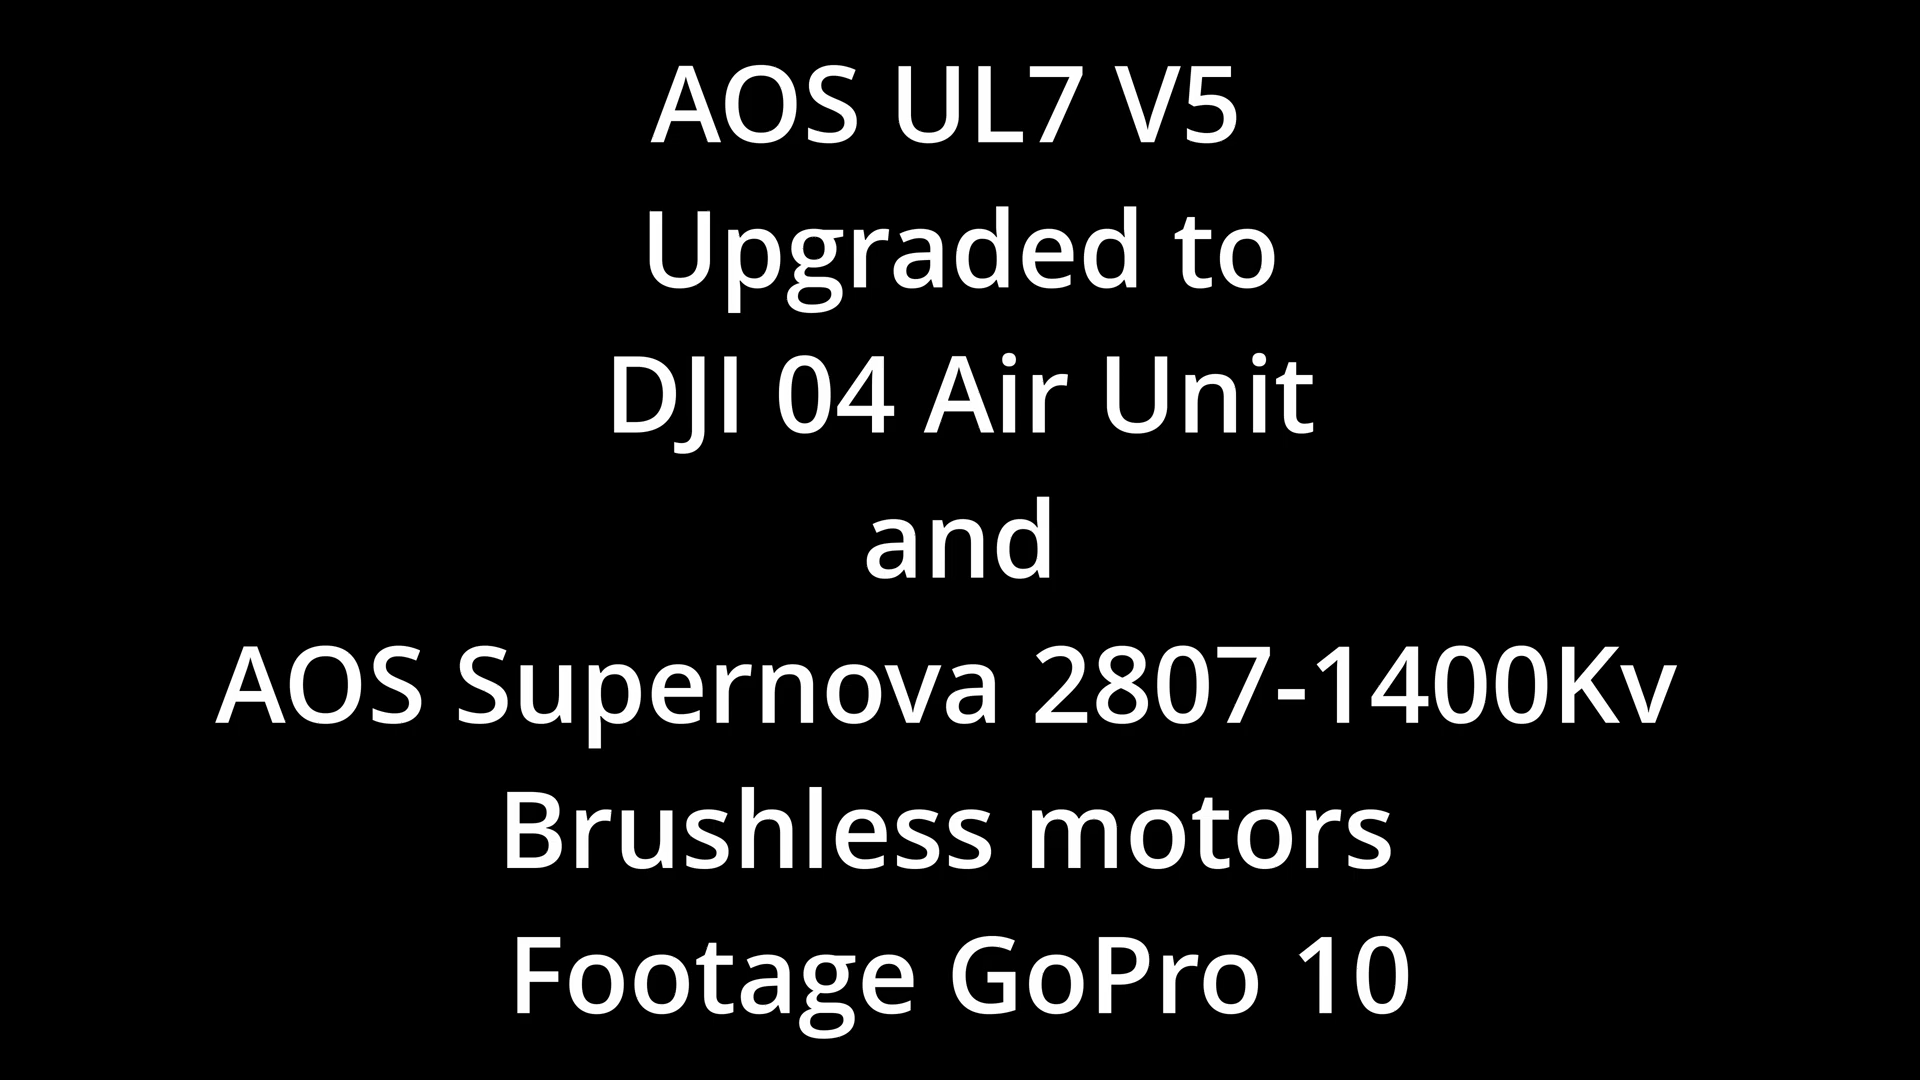 AOS UL7 V5
Upgraded to
DJI 04 Air Unit
and
AOS Supernova 2807-1400Kv
Brushless motors
Footage GoPro 10